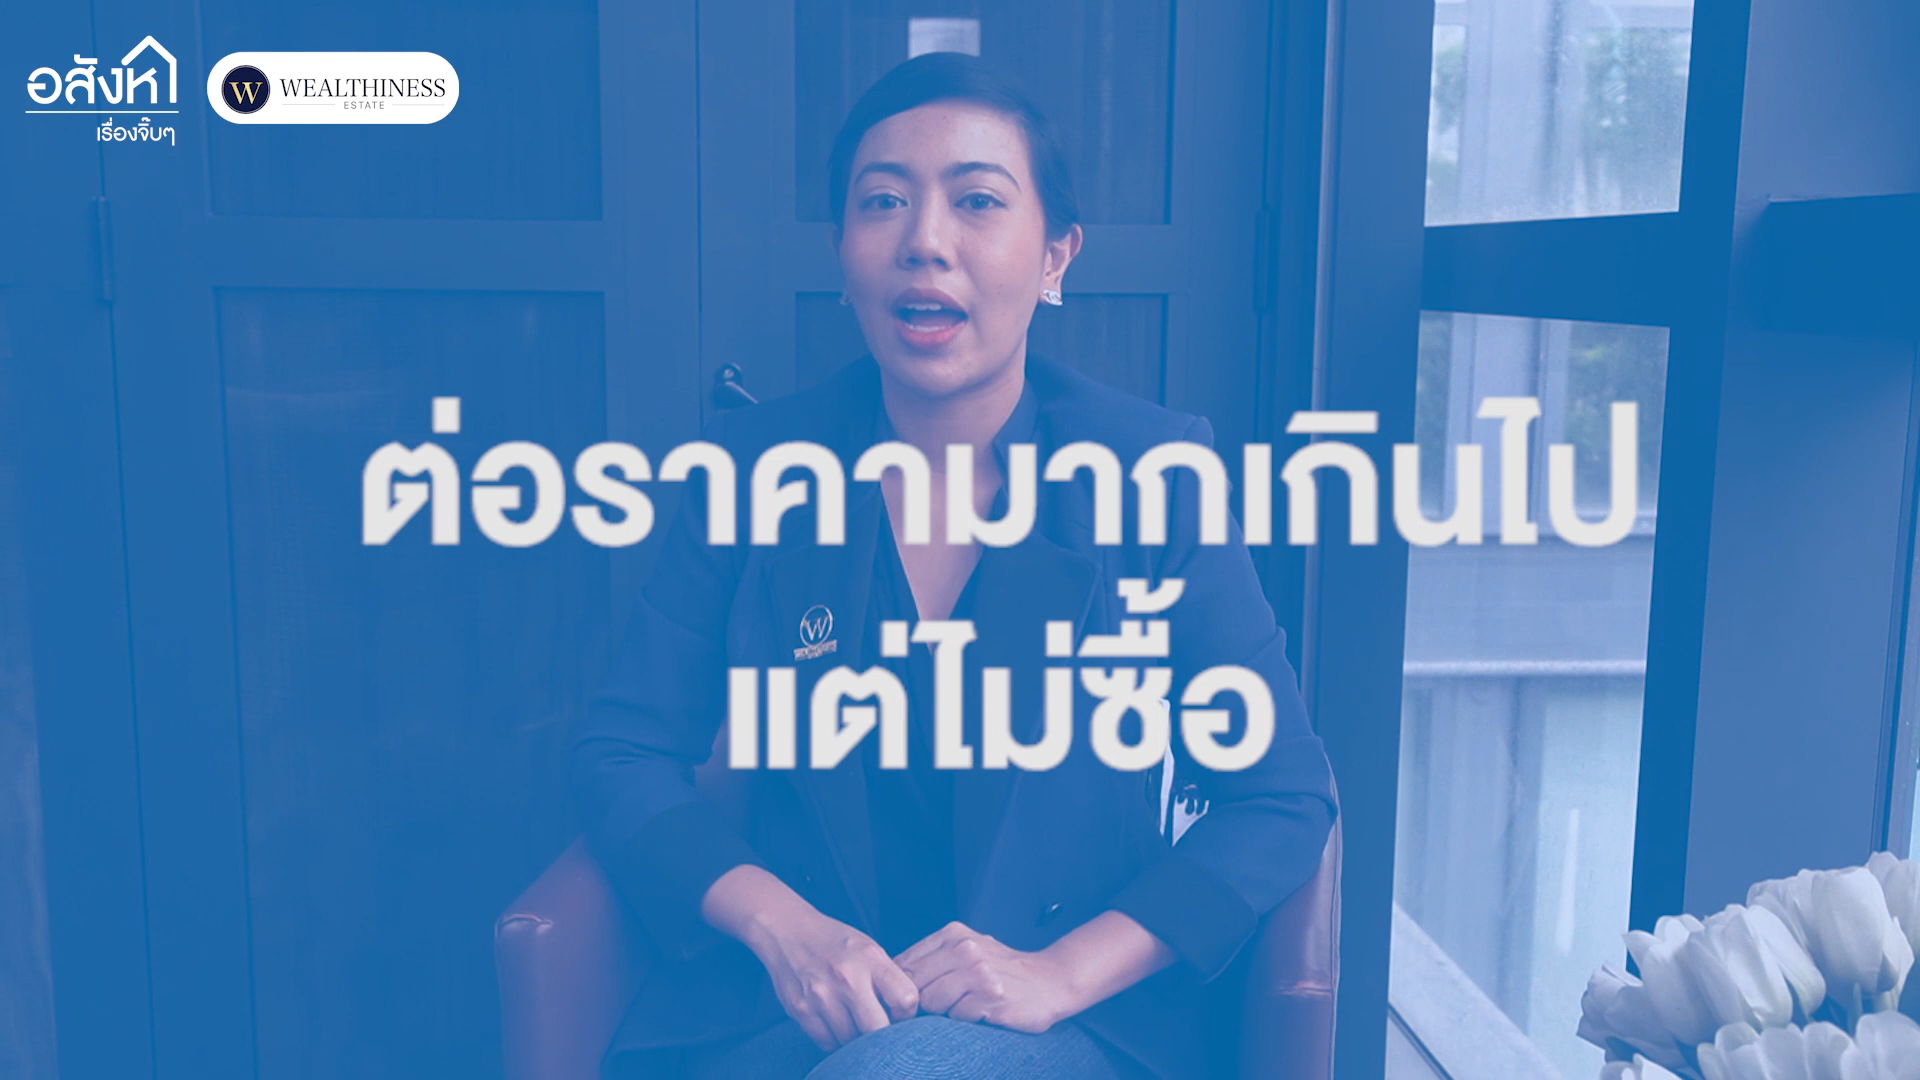 อสังหา
เรื่องจิ๊บๆ
W WEALTHINESS
ESTATE
ต่อราคามากเกินไป
แต่ไม่ซื้อ
W